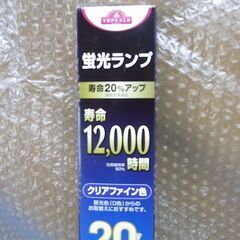 TOPVALU
蛍光ランプ
寿命20%アップ
寿命
12,000
時間
クリアファイン色
昼光色(D色)からの
お取替えにおすすめです。
20